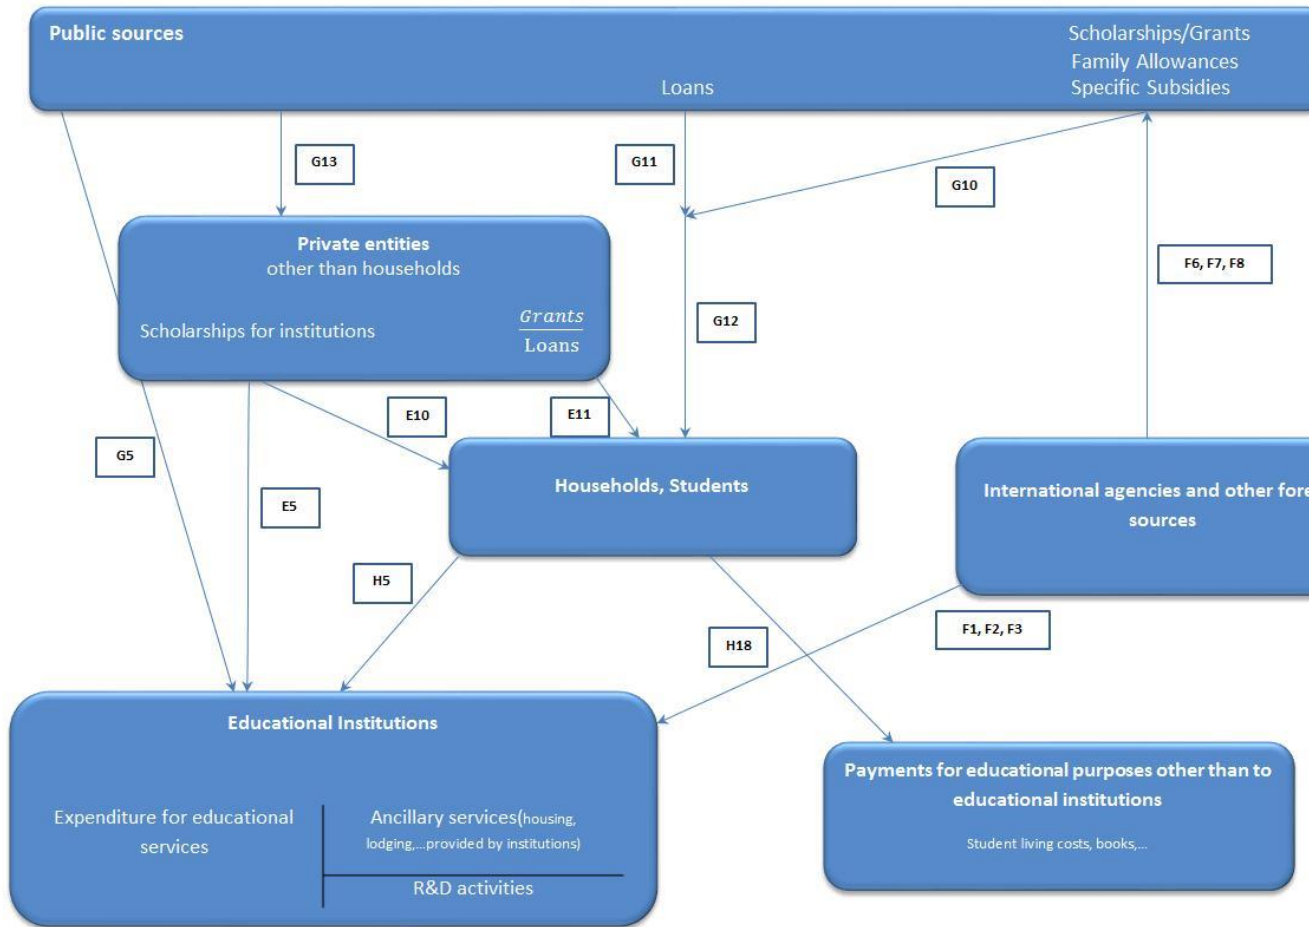 Public sources
Scholarships/Grants
Family Allowances
Loans
Specific Subsidies
G13
G11
G10
Private entities
other than households
F6, F7, F8
Scholarships for institutions
Grants
Loans
G12
E10
E11
G5
E5
Households, Students
International agencies and other fore
sources
H5
H18
F1, F2, F3
Educational Institutions
Expenditure for educational
services
Ancillary services(housing,
lodging,...provided by institutions)
R&D activities
Payments for educational purposes other than to
educational institutions
Student living costs, books,...